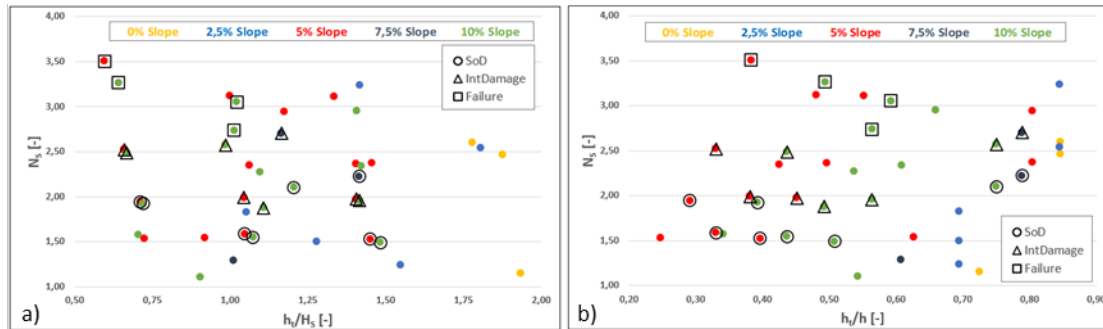 4,00
0% Slope 2,5% Slope 5% Slope 7,5% Slope 10% Slope
3,50
SoD
IntDamage
Failure
3,00
2,50
2,00
1,50
1,00
0,50 0,75 1,00 1,25 1,50 1,75 2,00
Ns [-]
ht/Hs [-]
a)
4,00
0% Slope 2,5% Slope 5% Slope 7,5% Slope 10% Slope
3,50
3,00
2,50
2,00
1,50
SoD
IntDamage
Failure
1,00
0,20 0,30 0,40 0,50 0,60 0,70 0,80 0,90
Ns [-]
ht/h [-]
b)